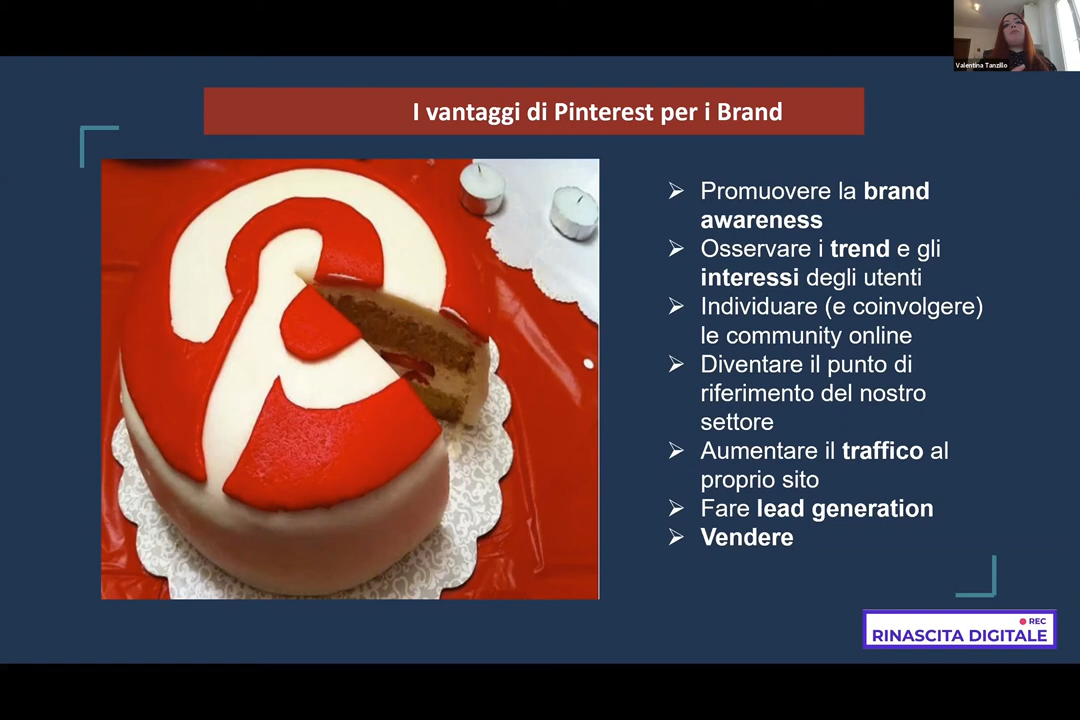 Valentina Tanzillo
I vantaggi di Pinterest per i Brand
➢ Promuovere la brand
awareness
➢ Osservare i trend e gli
interessi degli utenti
➢ Individuare (e coinvolgere)
le community online
➢ Diventare il punto di
riferimento del nostro
settore
➢ Aumentare il traffico al
proprio sito
➢ Fare lead generation
➢ Vendere
REC
RINASCITA DIGITALE